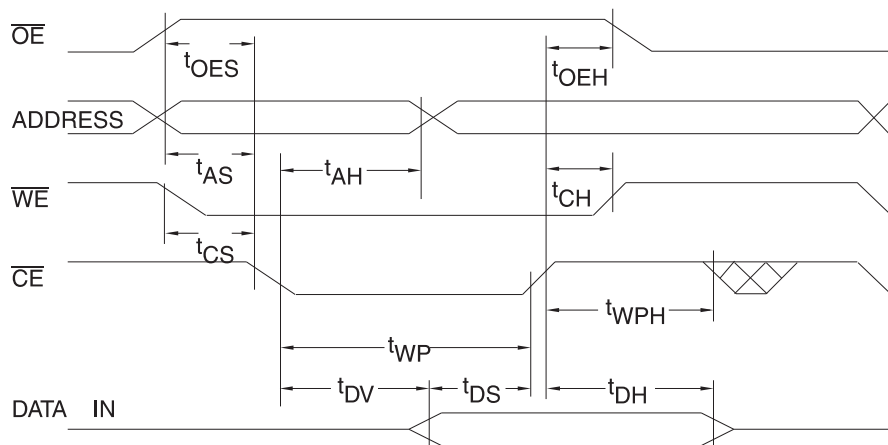 OE
tOES
tOEH
ADDRESS
tAS
tAH
tCH
WE
tCS
CE
tWPH
tWP
tDV
tDS
tDH
DATA IN